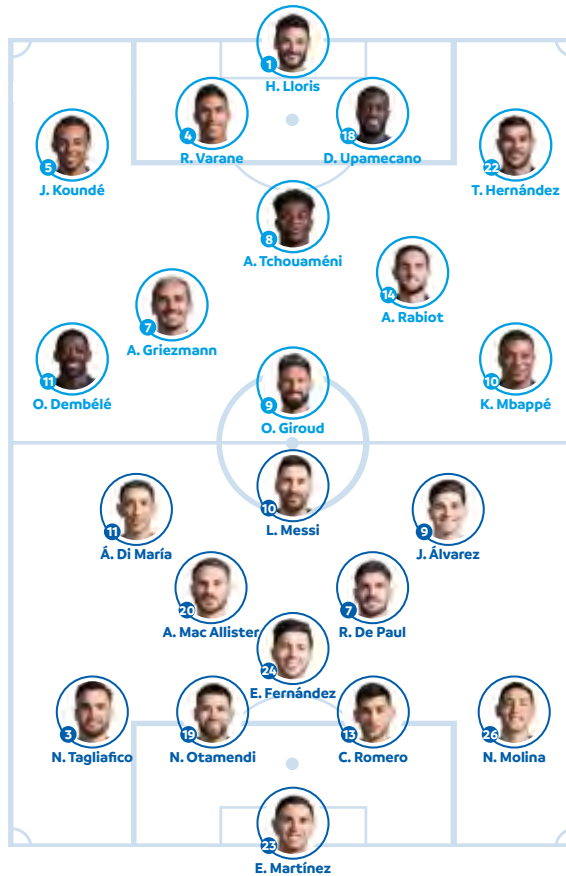 1
H. Lloris
4
R. Varane
18
D. Upamecano
5
J. Koundé
22
T. Hernández
8
A. Tchouaméni
14
A. Rabiot
7
A. Griezmann
11
O. Dembélé
9
O. Giroud
10
K. Mbappé
10
L. Messi
11
Á. Di María
9
J. Álvarez
20
A. Mac Allister
7
R. De Paul
24
E. Fernández
3
N. Tagliafico
19
N. Otamendi
13
C. Romero
26
N. Molina
23
E. Martínez